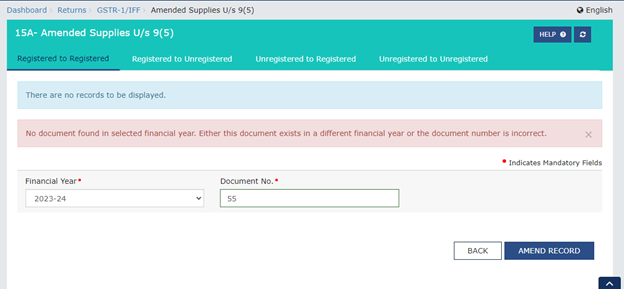 Dashboard › Returns › GSTR-1/IFF › Amended Supplies U/s 9(5)
English
15A- Amended Supplies U/s 9(5)
HELP ?
Registered to Registered Registered to Unregistered Unregistered to Registered Unregistered to Unregistered
There are no records to be displayed.
No document found in selected financial year. Either this document exists in a different financial year or the document number is incorrect. ×
• Indicates Mandatory Fields
Financial Year• Document No.•
2023-24 55
BACK AMEND RECORD